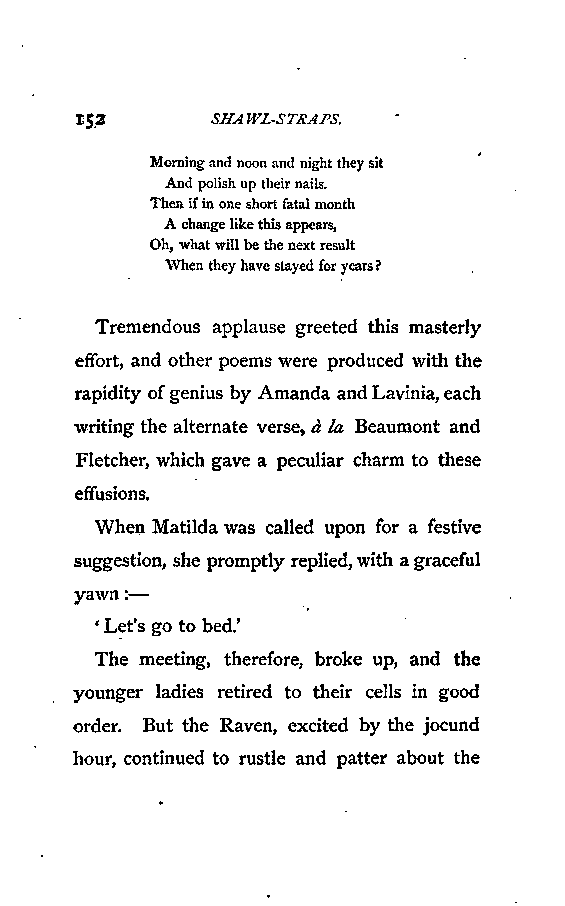 152 SHAWL-STRAPS.
Morning and noon and night they sit
And polish up their nails.
Then if in one short fatal month
A change like this appears,
Oh, what will be the next result
When they have stayed for years?
Tremendous applause greeted this masterly
effort, and other poems were produced with the
rapidity of genius by Amanda and Lavinia, each
writing the alternate verse, à la Beaumont and
Fletcher, which gave a peculiar charm to these
effusions.
When Matilda was called upon for a festive
suggestion, she promptly replied, with a graceful
yawn :—
‘ Let's go to bed.’
The meeting, therefore, broke up, and the
younger ladies retired to their cells in good
order. But the Raven, excited by the jocund
hour, continued to rustle and patter about the